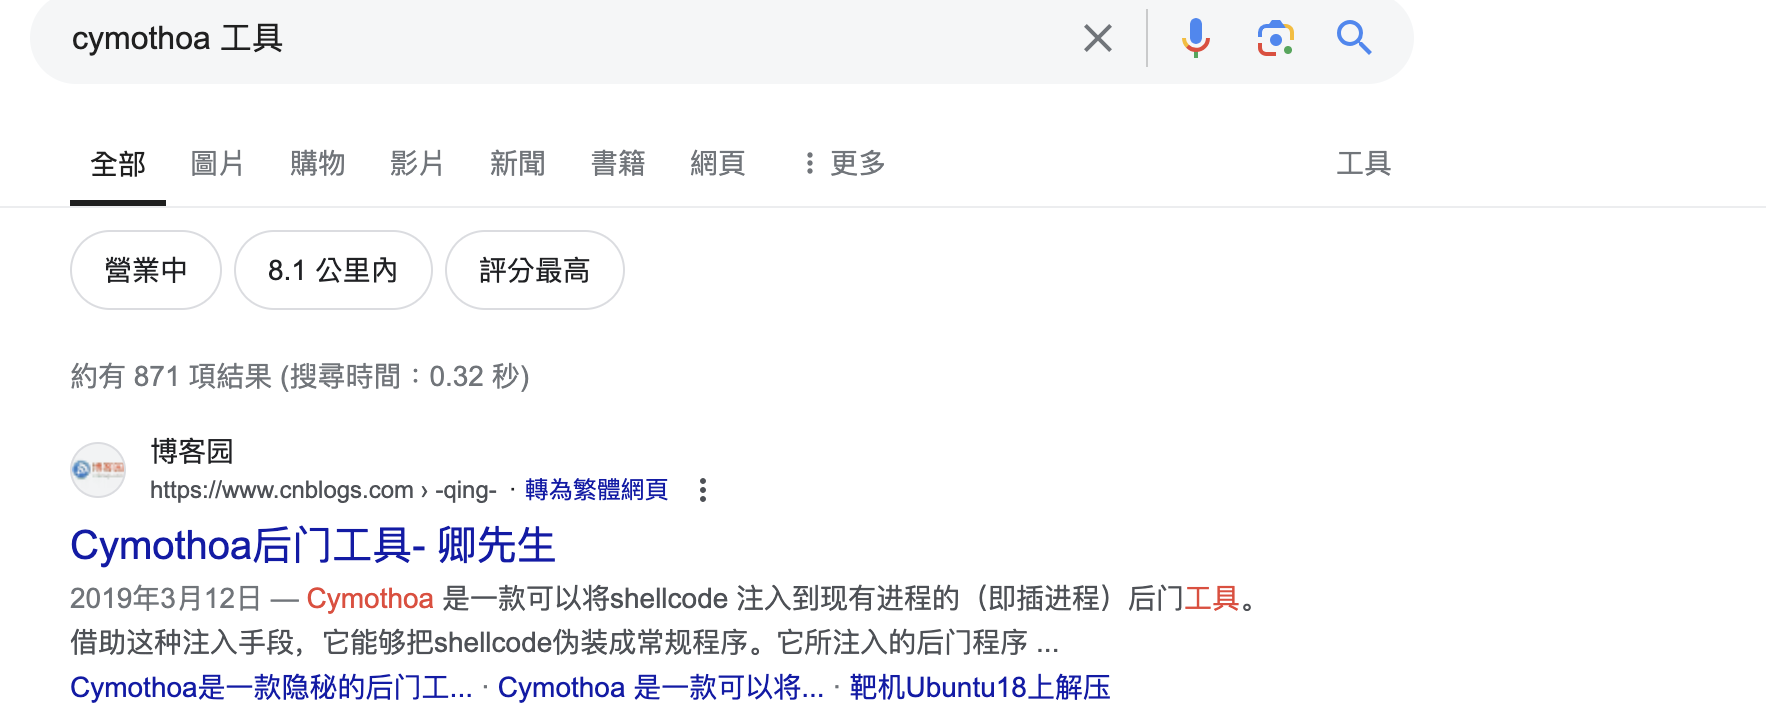 cymothoa 工具
全部 圖片 購物 影片 新聞 書籍 網頁 更多 工具
營業中 8.1 公里內 評分最高
約有 871 項結果 (搜尋時間：0.32 秒)
博客园
https://www.cnblogs.com › -qing- · 轉為繁體網頁
Cymothoa后门工具- 卿先生
2019年3月12日 — Cymothoa 是一款可以将shellcode 注入到现有进程的（即插进程）后门工具。
借助这种注入手段，它能够把shellcode伪装成常规程序。它所注入的后门程序 ...
Cymothoa是一款隐秘的后门工... · Cymothoa 是一款可以将... · 靶机Ubuntu18上解压